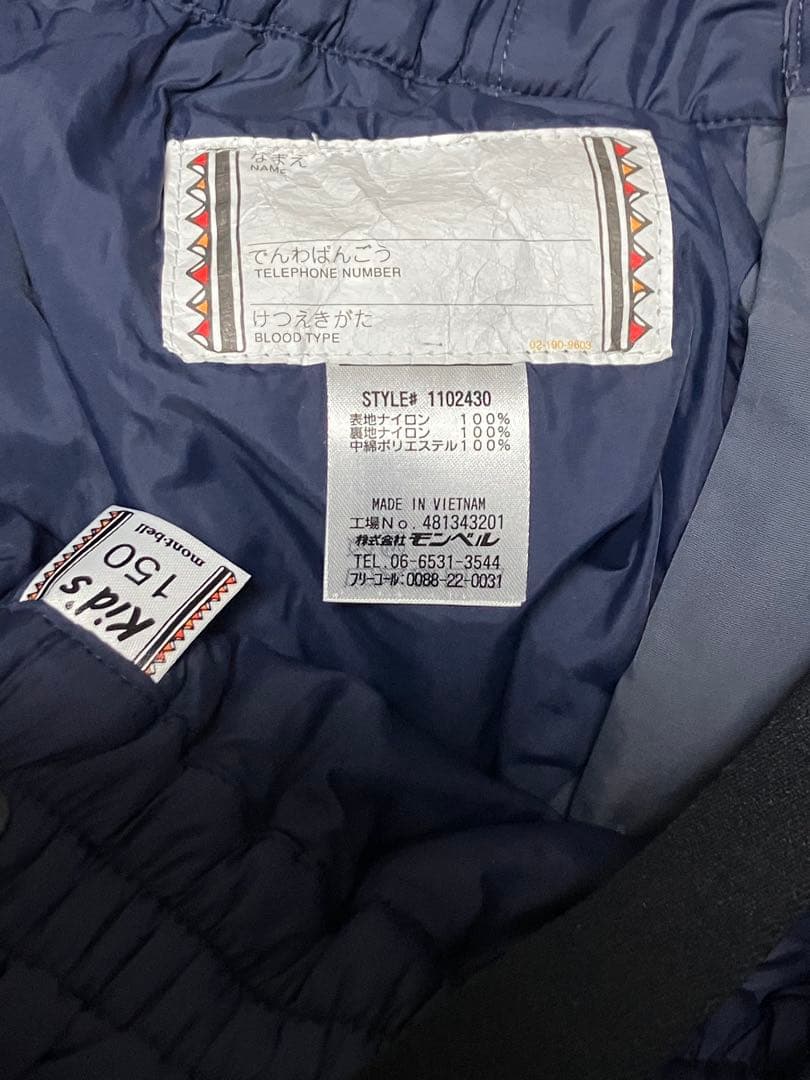 なまえ
NAME
でんわばんごう
TELEPHONE NUMBER
けつえきがた
BLOOD TYPE
02-190-9603
STYLE# 1102430
表地ナイロン 100%
裏地ナイロン 100%
中綿ポリエステル100%
MADE IN VIETNAM
工場No. 481343201
株式会社 モンベル
TEL.06-6531-3544
フリーコール:0088-22-0031
mont-bell
150
Kid's